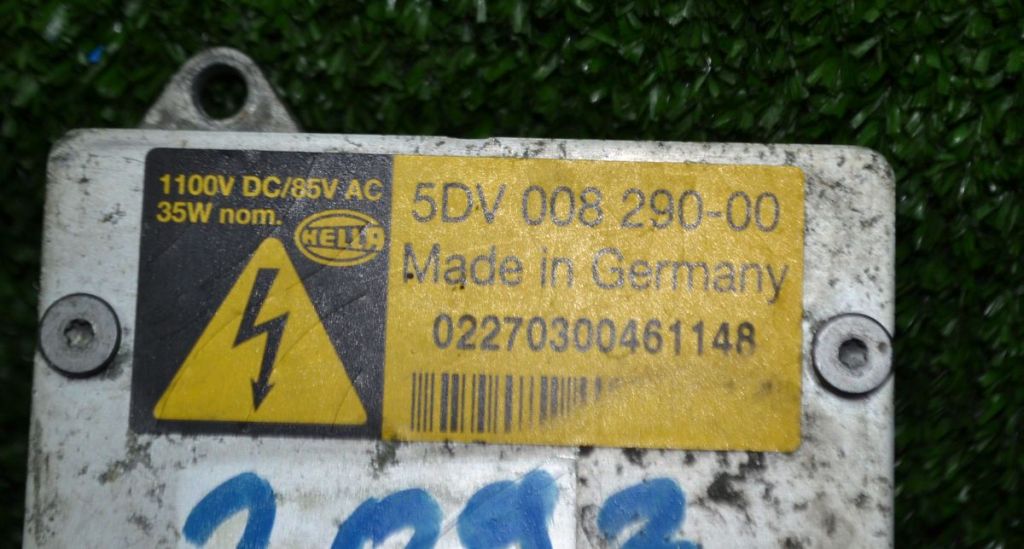 1100V DC/85V AC
35W nom.
HELLA
5DV 008 290-00
Made in Germany
02270300461148